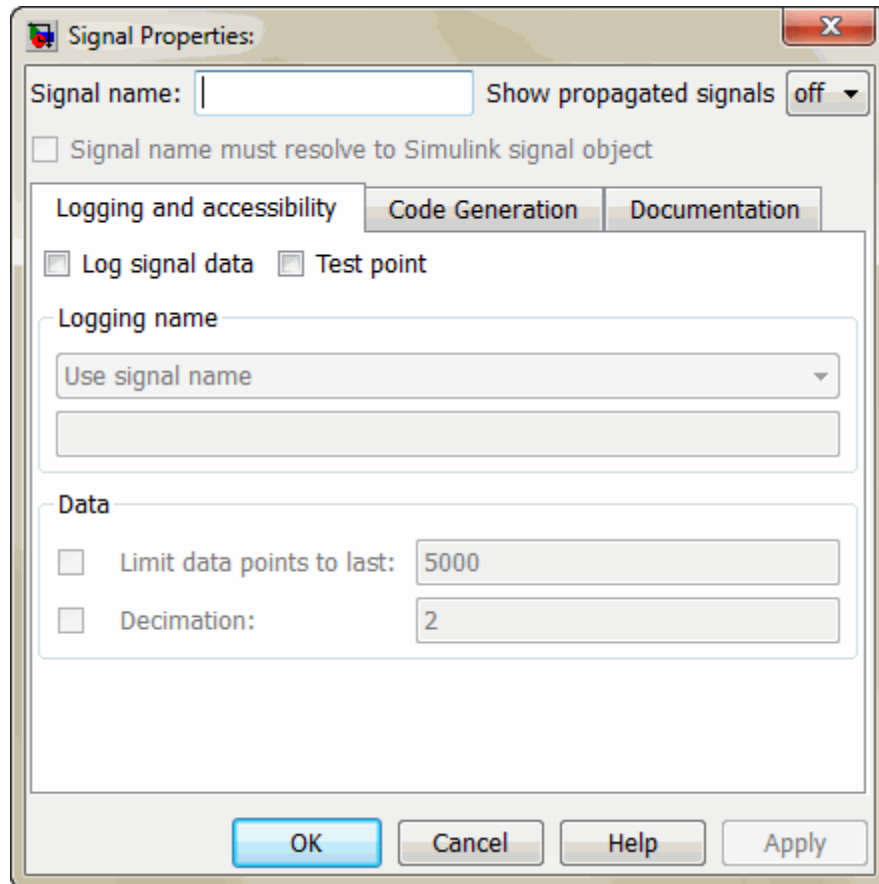 Signal Properties:
Signal name: Show propagated signals off
Signal name must resolve to Simulink signal object
Logging and accessibility Code Generation Documentation
Log signal data Test point
Logging name
Use signal name
Data
Limit data points to last: 5000
Decimation: 2
OK Cancel Help Apply